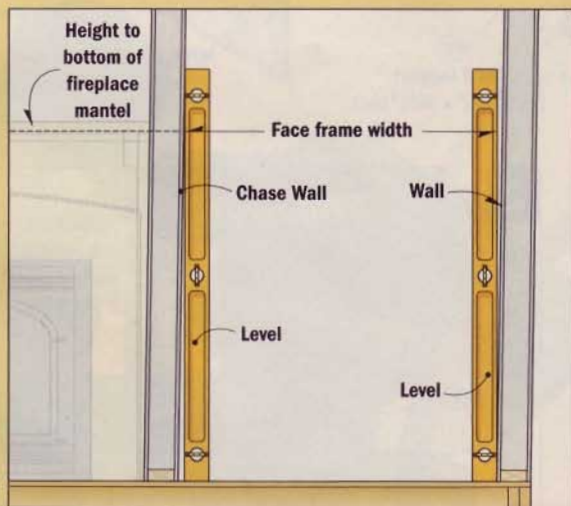 Height to
bottom of
fireplace
mantel
Face frame width
Chase Wall
Wall
Level
Level